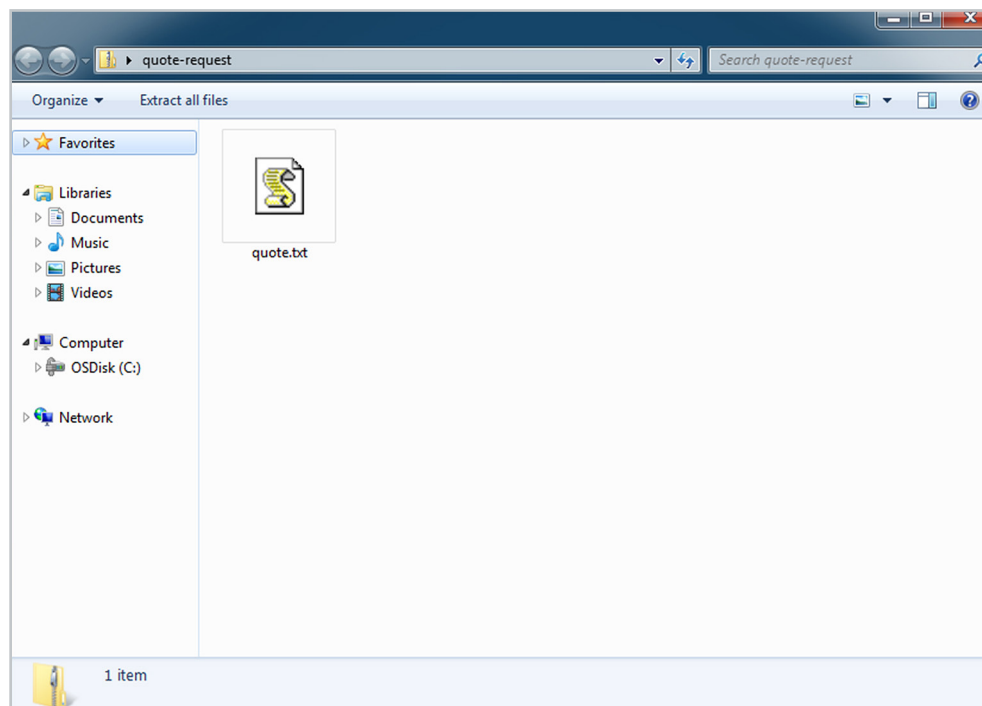 quote-request
Search quote-request
Organize
Extract all files
Favorites
Libraries
Documents
Music
Pictures
Videos
Computer
OSDisk (C:)
Network
quote.txt
1 item